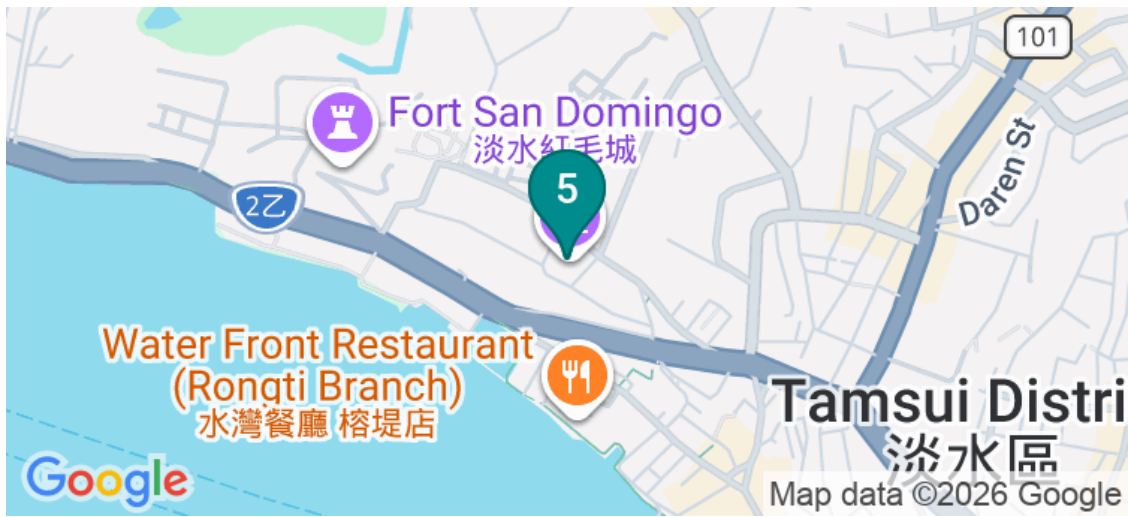 101
Fort San Domingo
淡水紅毛城
5
2乙
Daren St
Water Front Restaurant
(Rongti Branch)
水灣餐廳 榕堤店
Tamsui Distri
淡水區
Google
Map data ©2026 Google